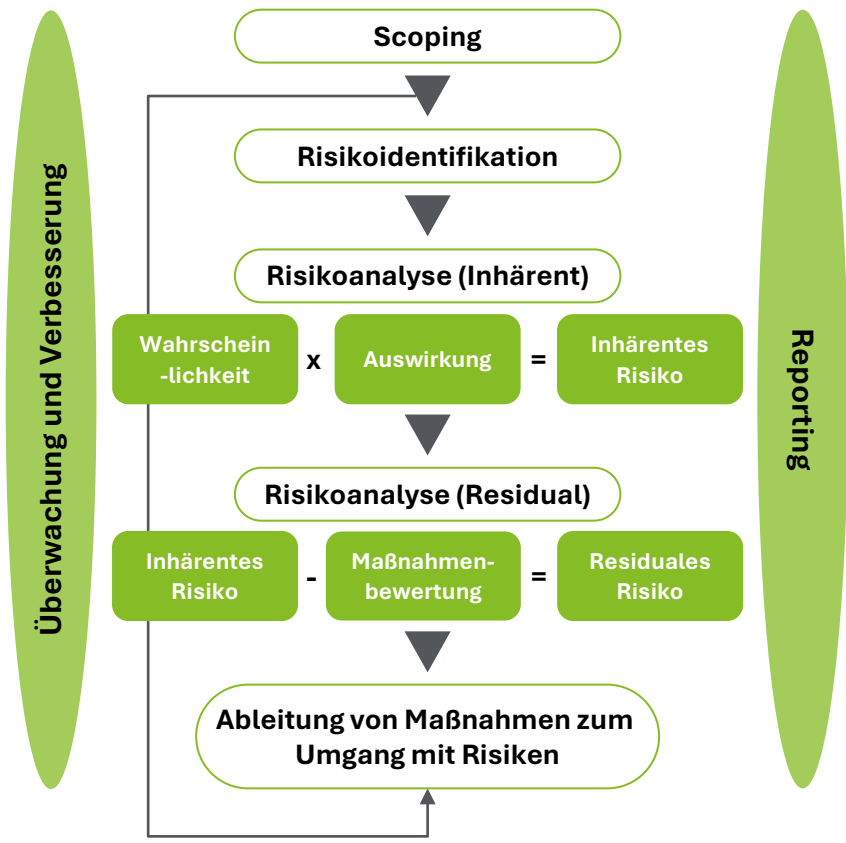 Scoping
Risikoidentifikation
Risikoanalyse (Inhärent)
Wahrschein
-lichkeit
x
Auswirkung
=
Inhärentes
Risiko
Risikoanalyse (Residual)
Inhärentes
Risiko
-
Maßnahmen-
bewertung
=
Residuales
Risiko
Ableitung von Maßnahmen zum
Umgang mit Risiken
Überwachung und Verbesserung
Reporting